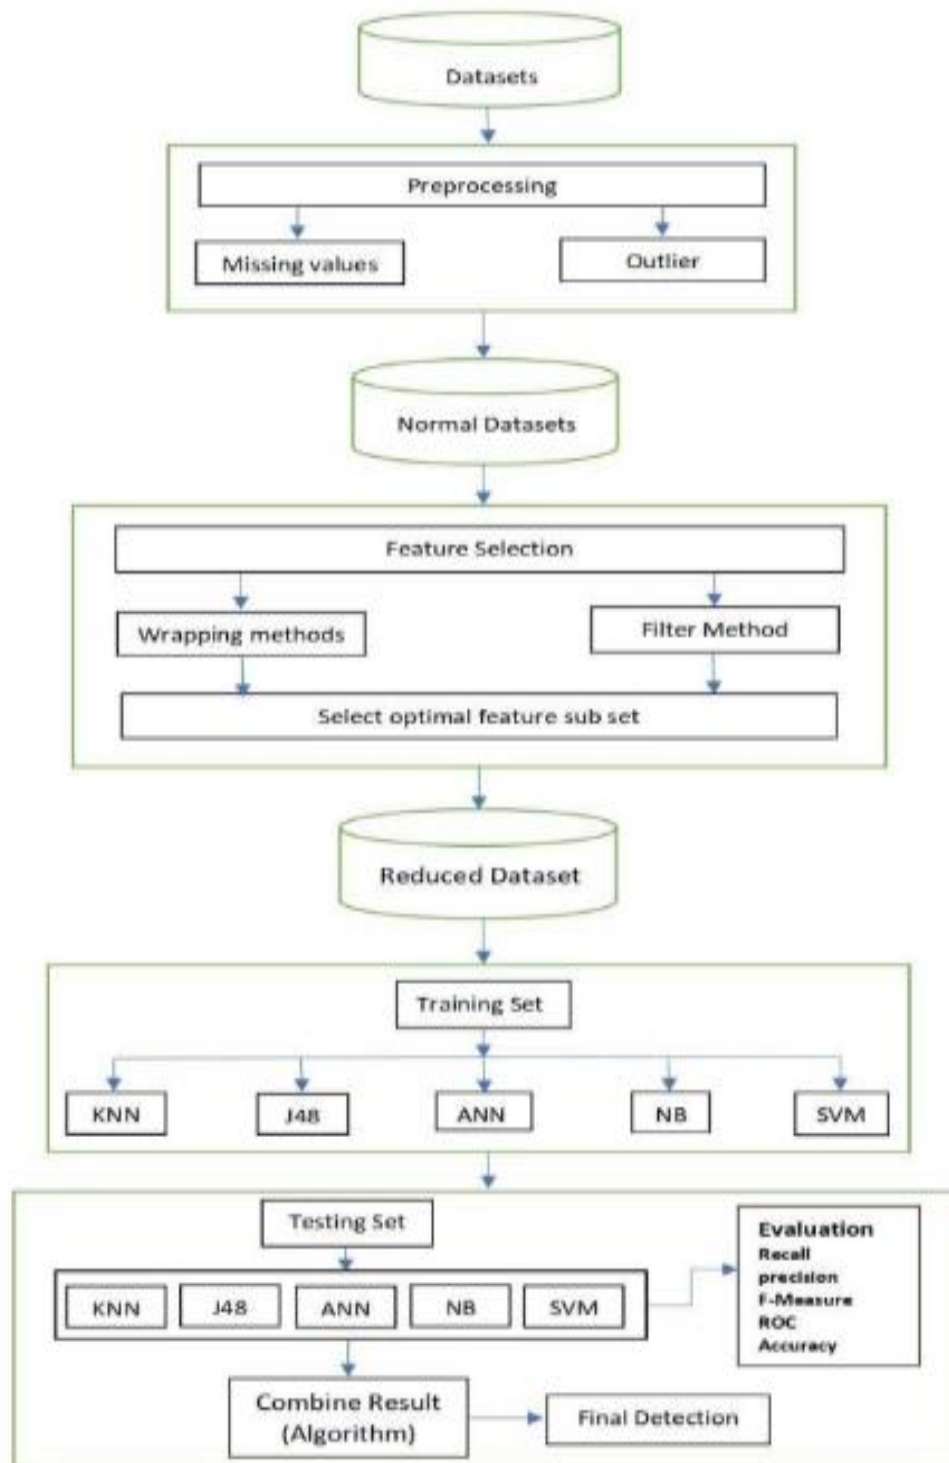 Datasets
Preprocessing
Missing values
Outlier
Normal Datasets
Feature Selection
Wrapping methods
Filter Method
Select optimal feature sub set
Reduced Dataset
Training Set
KNN
J48
ANN
NB
SVM
Testing Set
KNN
J48
ANN
NB
SVM
Evaluation
Recall
precision
F-Measure
ROC
Accuracy
Combine Result
(Algorithm)
Final Detection